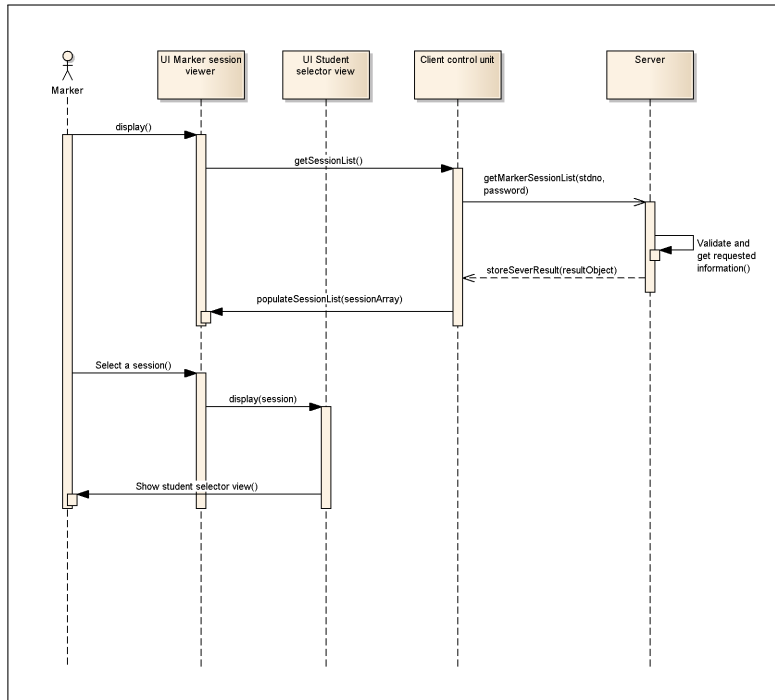 UI Marker session
viewer
UI Student
selector view
Client control unit
Server
Marker
display()
getSessionList()
getMarkerSessionList(stdno,
password)
Validate and
get requested
information()
storeSeverResult(resultObject)
populateSessionList(sessionArray)
Select a session()
display(session)
Show student selector view()